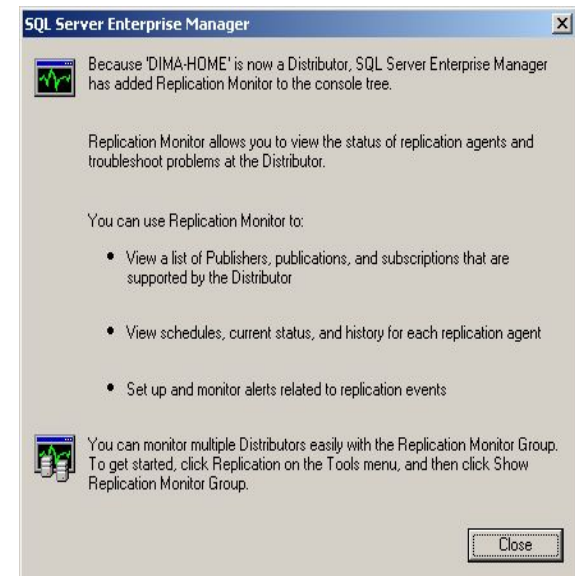 SQL Server Enterprise Manager
Because 'DIMA-HOME' is now a Distributor, SQL Server Enterprise Manager
has added Replication Monitor to the console tree.
Replication Monitor allows you to view the status of replication agents and
troubleshoot problems at the Distributor.
You can use Replication Monitor to:
• View a list of Publishers, publications, and subscriptions that are
supported by the Distributor
• View schedules, current status, and history for each replication agent
• Set up and monitor alerts related to replication events
You can monitor multiple Distributors easily with the Replication Monitor Group.
To get started, click Replication on the Tools menu, and then click Show
Replication Monitor Group.
Close